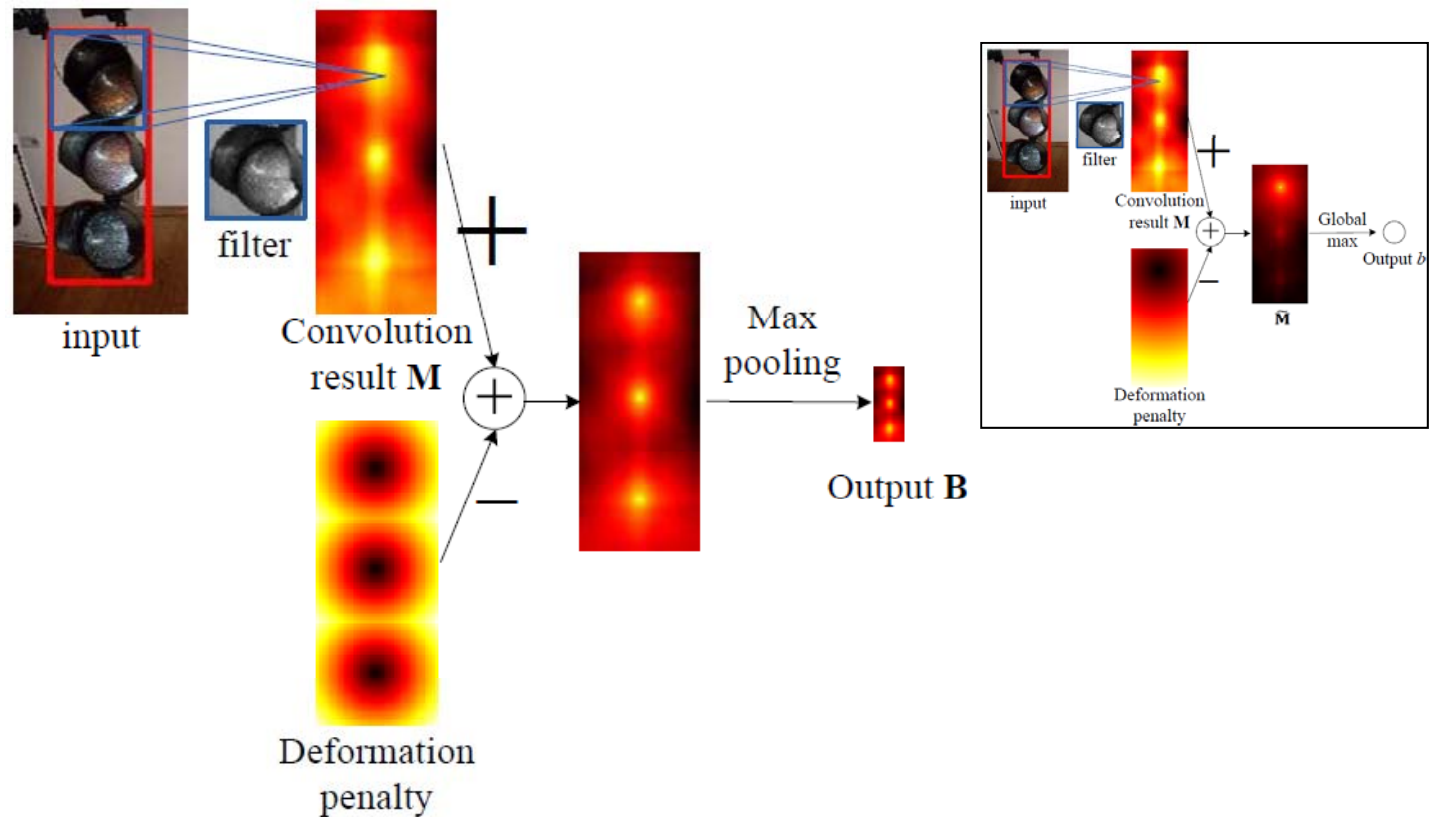 input
filter
Convolution
result M
+
+
−
Deformation
penalty
Max
pooling
Output B
input
filter
Convolution
result M
+
+
−
Deformation
penalty
M̃
Global
max
Output b